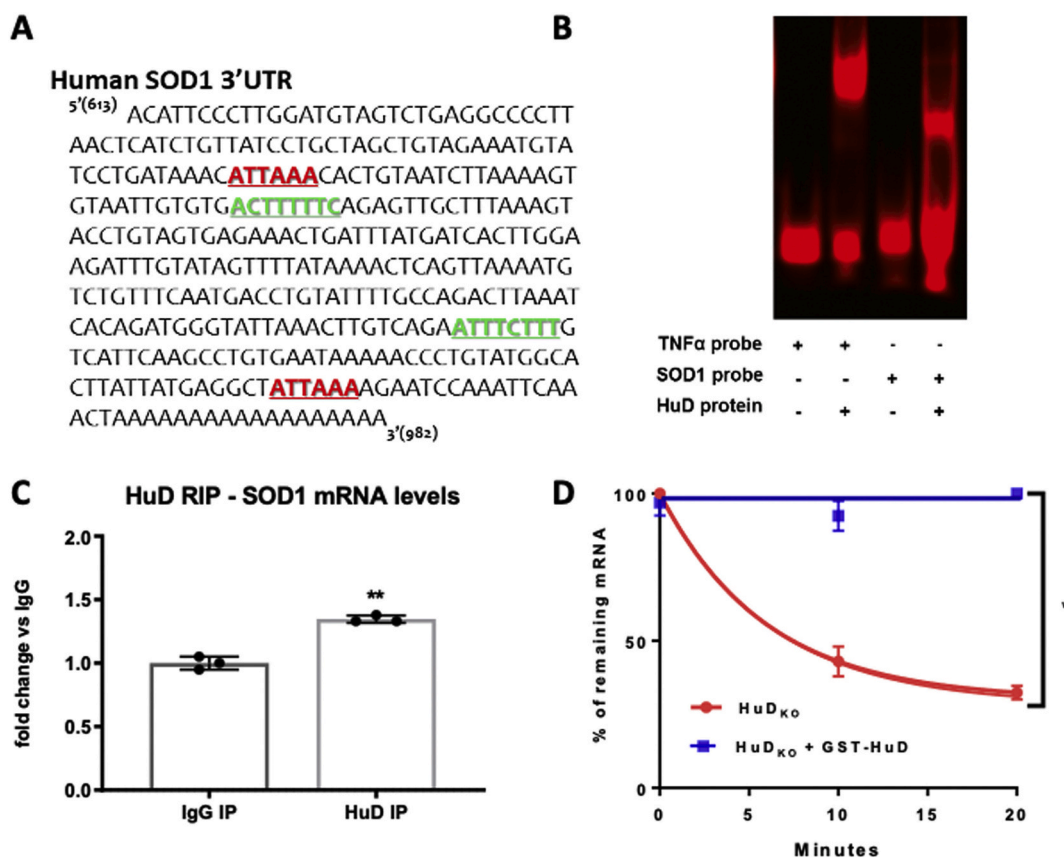 A
Human SOD1 3'UTR
5'(613) ACATTCCCTTGGATGTAGTCTGAGGCCCCTT
AACTCATCTGTTATCCTGCTAGCTGTAGAAATGTA
TCCTGATAAACATTAAACACTGTAATCTTAAAAGT
GTAATTGTGTGACTTTTTCAGAGTTGCTTTAAAGT
ACCTGTAGTGAGAAACTGATTTATGATCACTTGGA
AGATTTGTATAGTTTTATAAAACTCAGTTAAAATG
TCTGTTTCAATGACCTGTATTTTGCCAGACTTAAAT
CACAGATGGGTATTAAACTTGTCAGAATTTCTTTG
TCATTCAAGCCTGTGAATAAAAACCCTGTATGGCA
CTTATTATGAGGCTATTAAAAGAATCCAAATTCAA
ACTAAAAAAAAAAAAAAAAAA
3'(982)
B
TNFα probe + + - -
SOD1 probe - - + +
HuD protein - + - +
C
HuD RIP - SOD1 mRNA levels
fold change vs IgG
2.0
1.5
1.0
0.5
0.0
**
IgG IP
HuD IP
D
% of remaining mRNA
100
50
0
HuDKO
HuDKO + GST-HuD
0 5 10 15 20
Minutes